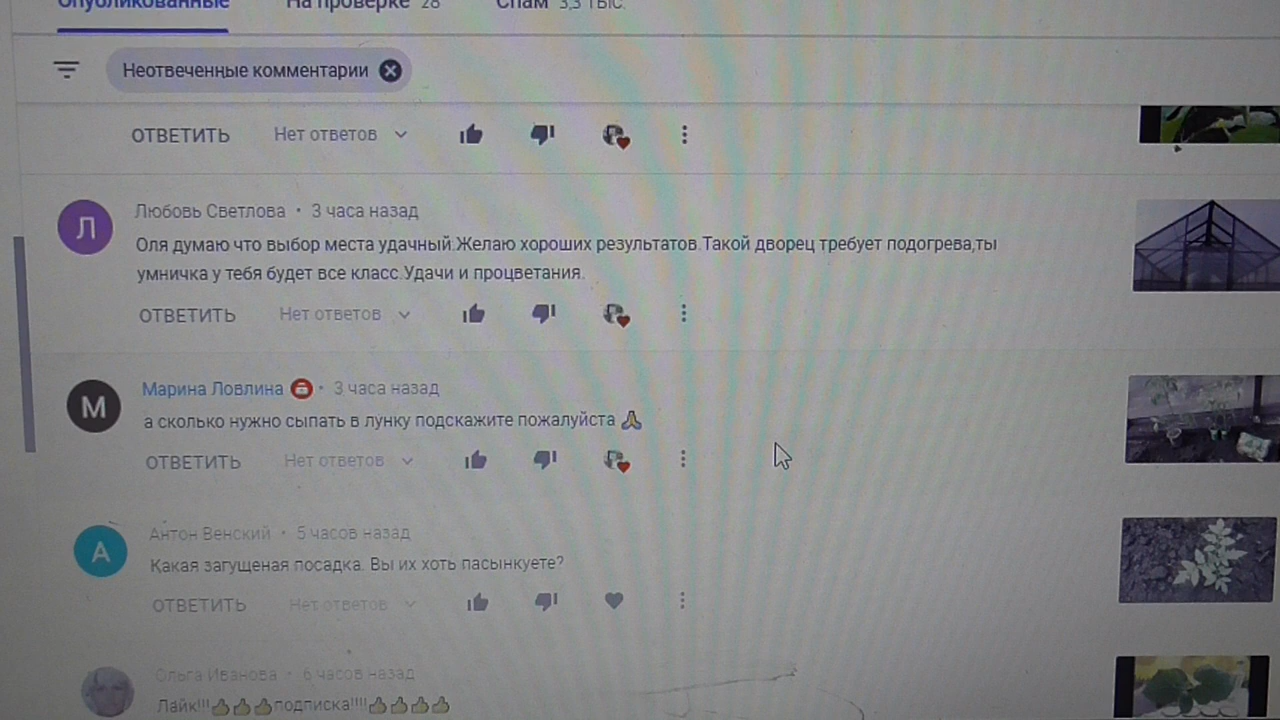 Опубликованные На проверке 28 Спам 3,3 тыс.
Неотвеченные комментарии
ОТВЕТИТЬ Нет ответов
Л Любовь Светлова • 3 часа назад
Оля думаю что выбор места удачный.Желаю хороших результатов.Такой дворец требует подогрева,ты
умничка у тебя будет все класс.Удачи и процветания.
ОТВЕТИТЬ Нет ответов
М Марина Ловлина • 3 часа назад
а сколько нужно сыпать в лунку подскажите пожалуйста 🙏
ОТВЕТИТЬ Нет ответов
А Антон Венский • 5 часов назад
Какая загущеная посадка. Вы их хоть пасынкуете?
ОТВЕТИТЬ Нет ответов
Ольга Иванова • 6 часов назад
Лайк!!!👍👍👍подписка!!!!👍👍👍👍